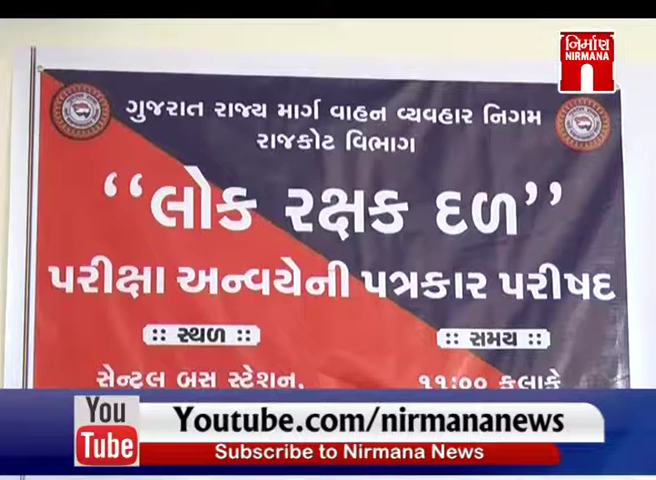 નિર્માણ
NIRMANA
ગુજરાત રાજ્ય માર્ગ વાહન વ્યવહાર નિગમ
રાજકોટ વિભાગ
“લોક રક્ષક દળ”
પરીક્ષા અન્વયેની પત્રકાર પરીષદ
:: સ્થળ ::
:: સમય ::
સેન્ટ્રલ બસ સ્ટેશન,
૧૧:૦૦ કલાકે
You
Tube
Youtube.com/nirmananews
Subscribe to Nirmana News